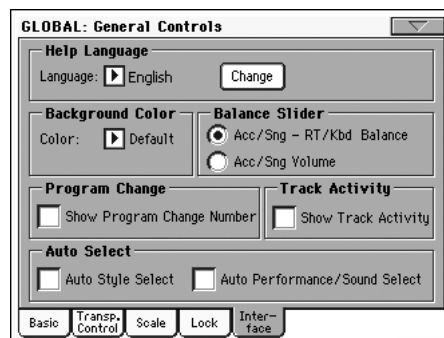 GLOBAL: General Controls
Help Language
Language: English Change
Background Color
Color: Default
Balance Slider
Acc/Sng - RT/Kbd Balance
Acc/Sng Volume
Program Change
Show Program Change Number
Track Activity
Show Track Activity
Auto Select
Auto Style Select Auto Performance/Sound Select
Basic
Transp.
Control
Scale
Lock
Inter-
face